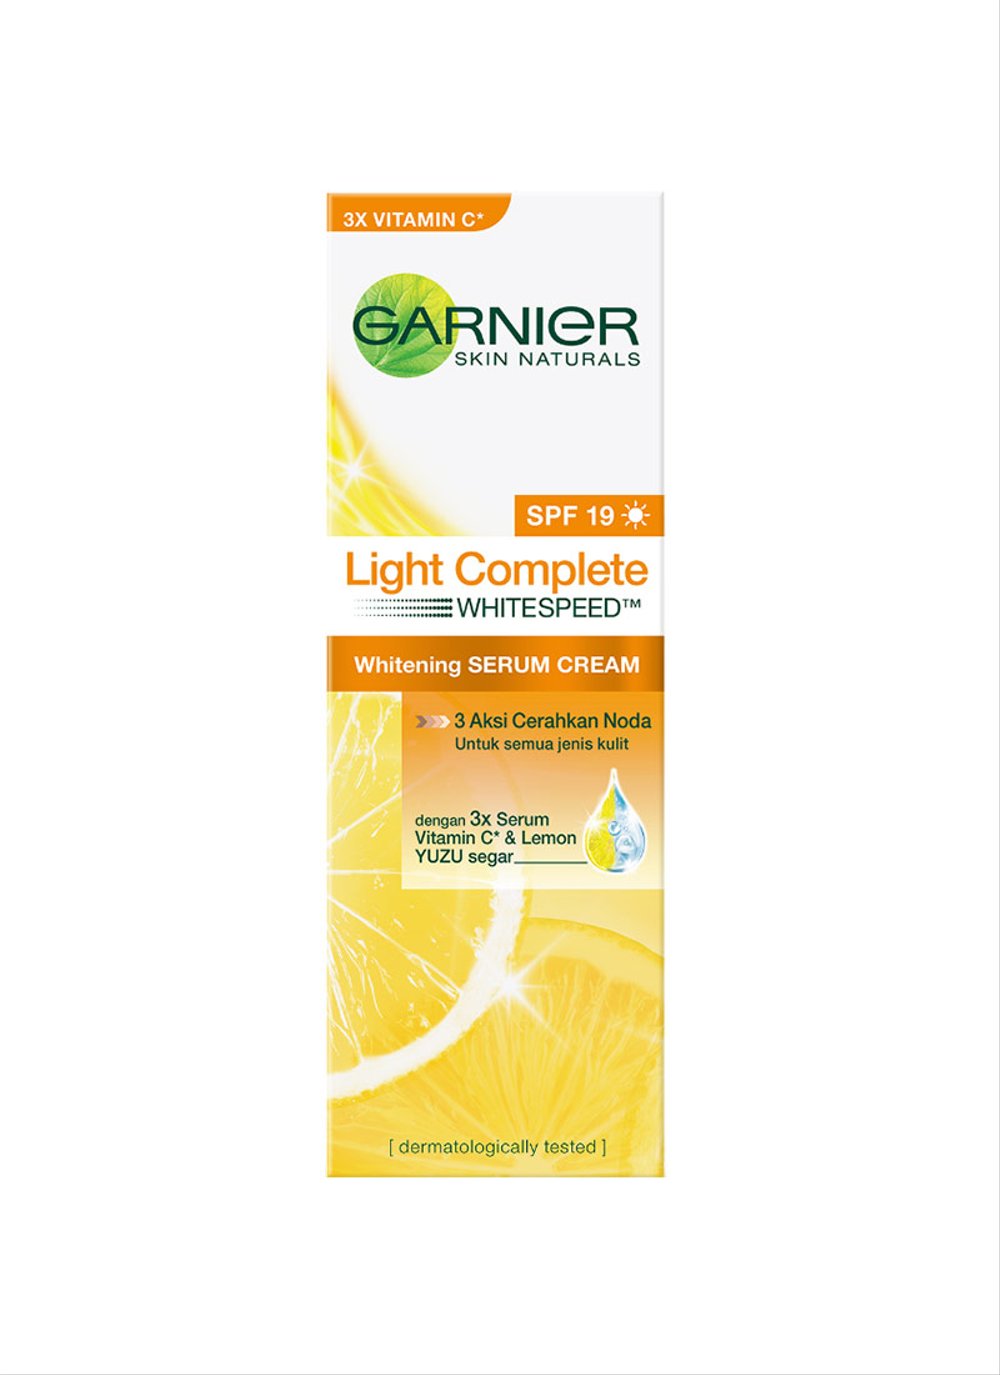 3X VITAMIN C*
GARNIER
SKIN NATURALS
SPF 19
Light Complete
WHITESPEED™
Whitening SERUM CREAM
3 Aksi Cerahkan Noda
Untuk semua jenis kulit
dengan 3x Serum
Vitamin C* & Lemon
YUZU segar
[ dermatologically tested ]